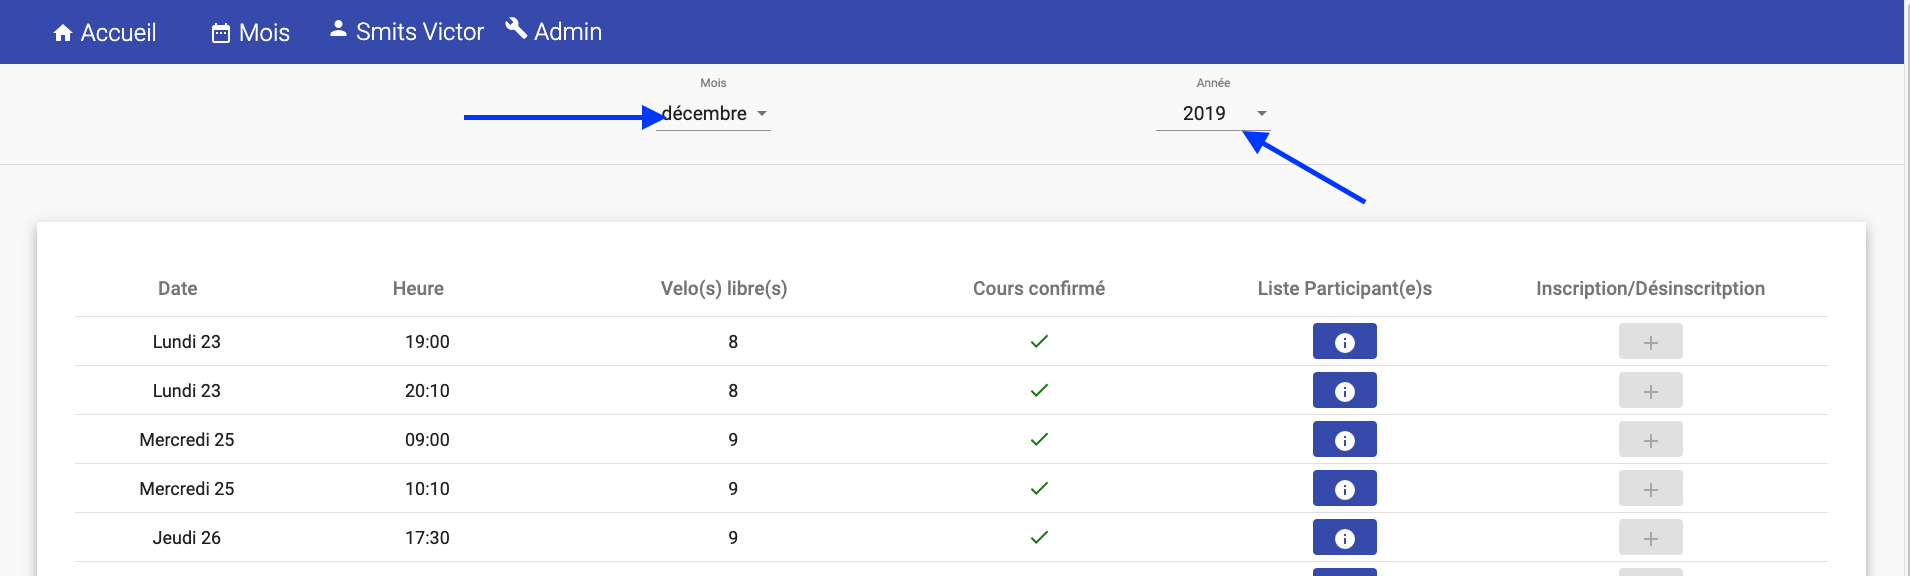 Accueil Mois Smits Victor Admin
Mois Année
décembre 2019
Date Heure Velo(s) libre(s) Cours confirmé Liste Participant(e)s Inscription/Désinscritption
Lundi 23 19:00 8
Lundi 23 20:10 8
Mercredi 25 09:00 9
Mercredi 25 10:10 9
Jeudi 26 17:30 9